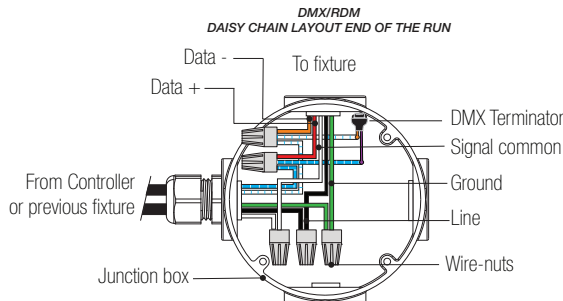 DMX/RDM
DAISY CHAIN LAYOUT END OF THE RUN
Data -
To fixture
Data +
DMX Terminator
Signal common
From Controller
or previous fixture
Ground
Line
Wire-nuts
Junction box